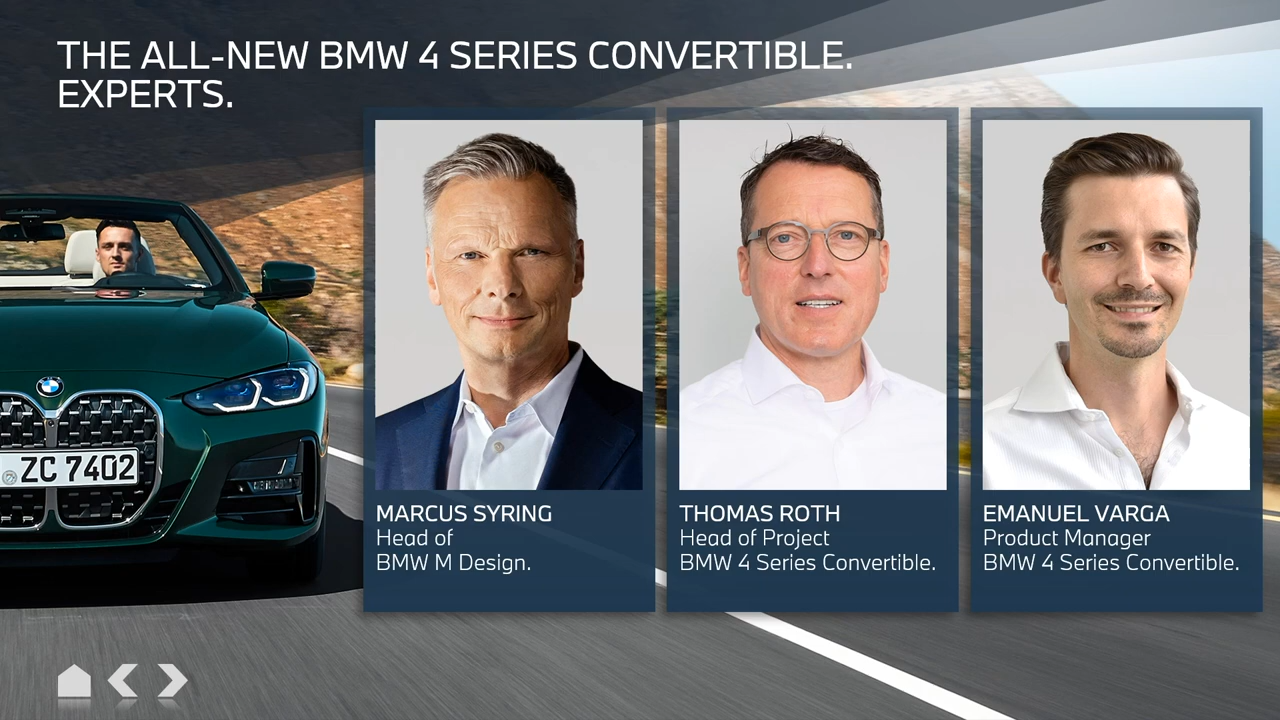 THE ALL-NEW BMW 4 SERIES CONVERTIBLE.
EXPERTS.
ZC 7402
MARCUS SYRING
Head of
BMW M Design.
THOMAS ROTH
Head of Project
BMW 4 Series Convertible.
EMANUEL VARGA
Product Manager
BMW 4 Series Convertible.